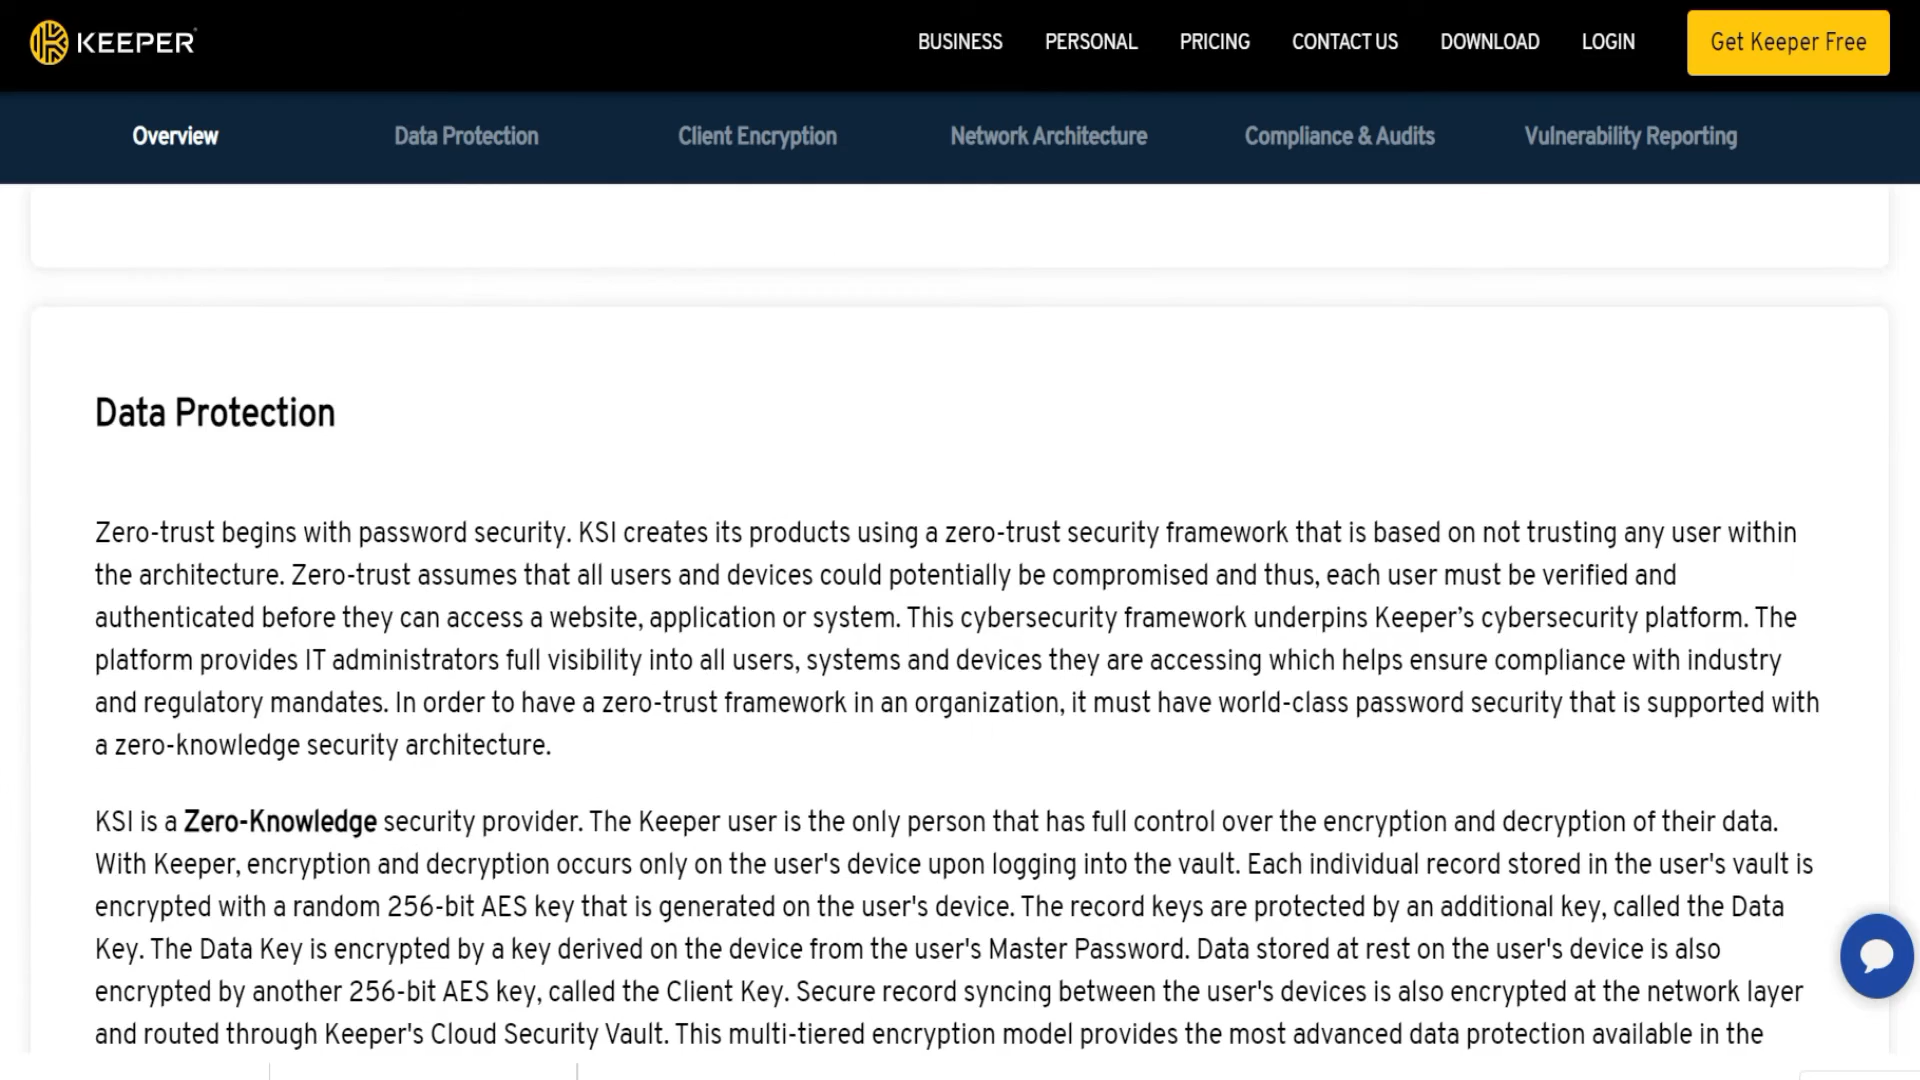 KEEPER
BUSINESS PERSONAL PRICING CONTACT US DOWNLOAD LOGIN Get Keeper Free
Overview Data Protection Client Encryption Network Architecture Compliance & Audits Vulnerability Reporting
Data Protection
Zero-trust begins with password security. KSI creates its products using a zero-trust security framework that is based on not trusting any user within
the architecture. Zero-trust assumes that all users and devices could potentially be compromised and thus, each user must be verified and
authenticated before they can access a website, application or system. This cybersecurity framework underpins Keeper’s cybersecurity platform. The
platform provides IT administrators full visibility into all users, systems and devices they are accessing which helps ensure compliance with industry
and regulatory mandates. In order to have a zero-trust framework in an organization, it must have world-class password security that is supported with
a zero-knowledge security architecture.
KSI is a Zero-Knowledge security provider. The Keeper user is the only person that has full control over the encryption and decryption of their data.
With Keeper, encryption and decryption occurs only on the user's device upon logging into the vault. Each individual record stored in the user's vault is
encrypted with a random 256-bit AES key that is generated on the user's device. The record keys are protected by an additional key, called the Data
Key. The Data Key is encrypted by a key derived on the device from the user's Master Password. Data stored at rest on the user's device is also
encrypted by another 256-bit AES key, called the Client Key. Secure record syncing between the user's devices is also encrypted at the network layer
and routed through Keeper's Cloud Security Vault. This multi-tiered encryption model provides the most advanced data protection available in the